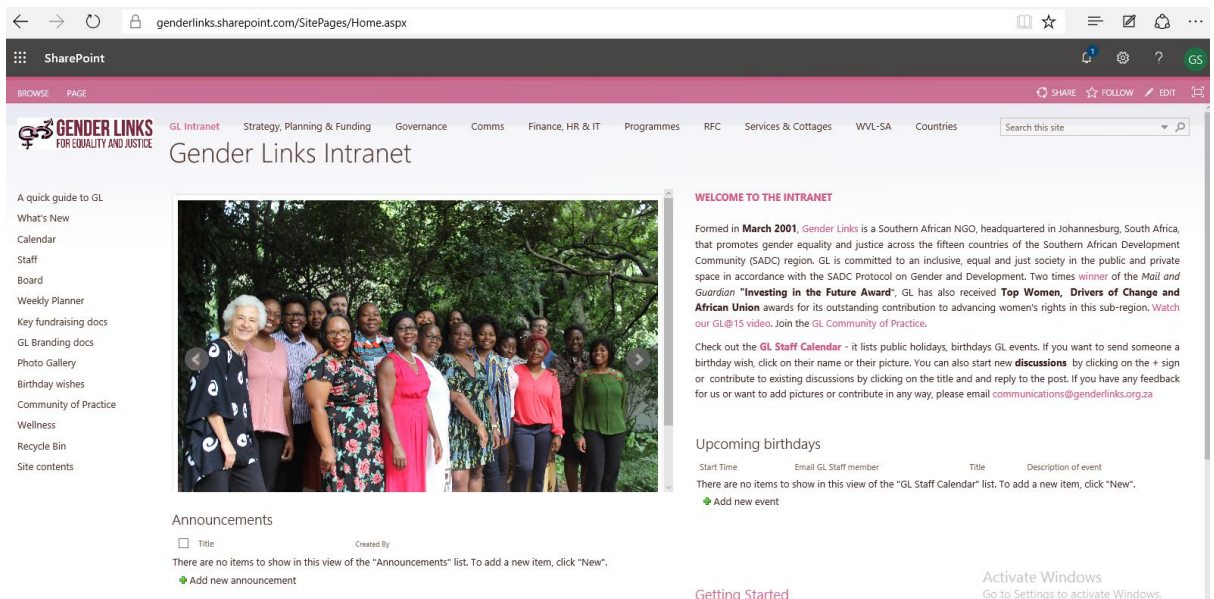 genderlinks.sharepoint.com/SitePages/Home.aspx
SharePoint
1
?
GS
BROWSE PAGE
SHARE FOLLOW EDIT
GENDER LINKS
FOR EQUALITY AND JUSTICE
GL Intranet Strategy, Planning & Funding Governance Comms Finance, HR & IT Programmes RFC Services & Cottages WVL-SA Countries
Search this site
Gender Links Intranet
A quick guide to GL
What's New
Calendar
Staff
Board
Weekly Planner
Key fundraising docs
GL Branding docs
Photo Gallery
Birthday wishes
Community of Practice
Wellness
Recycle Bin
Site contents
WELCOME TO THE INTRANET
Formed in March 2001, Gender Links is a Southern African NGO, headquartered in Johannesburg, South Africa,
that promotes gender equality and justice across the fifteen countries of the Southern African Development
Community (SADC) region. GL is committed to an inclusive, equal and just society in the public and private
space in accordance with the SADC Protocol on Gender and Development. Two times winner of the Mail and
Guardian "Investing in the Future Award", GL has also received Top Women, Drivers of Change and
African Union awards for its outstanding contribution to advancing women's rights in this sub-region. Watch
our GL@15 video. Join the GL Community of Practice.
Check out the GL Staff Calendar - it lists public holidays, birthdays GL events. If you want to send someone a
birthday wish, click on their name or their picture. You can also start new discussions by clicking on the + sign
or contribute to existing discussions by clicking on the title and and reply to the post. If you have any feedback
for us or want to add pictures or contribute in any way, please email communications@genderlinks.org.za
Upcoming birthdays
Start Time Email GL Staff member Title Description of event
There are no items to show in this view of the "GL Staff Calendar" list. To add a new item, click "New".
Add new event
Announcements
Title Created By
There are no items to show in this view of the "Announcements" list. To add a new item, click "New".
Add new announcement
Getting Started
Activate Windows
Go to Settings to activate Windows.